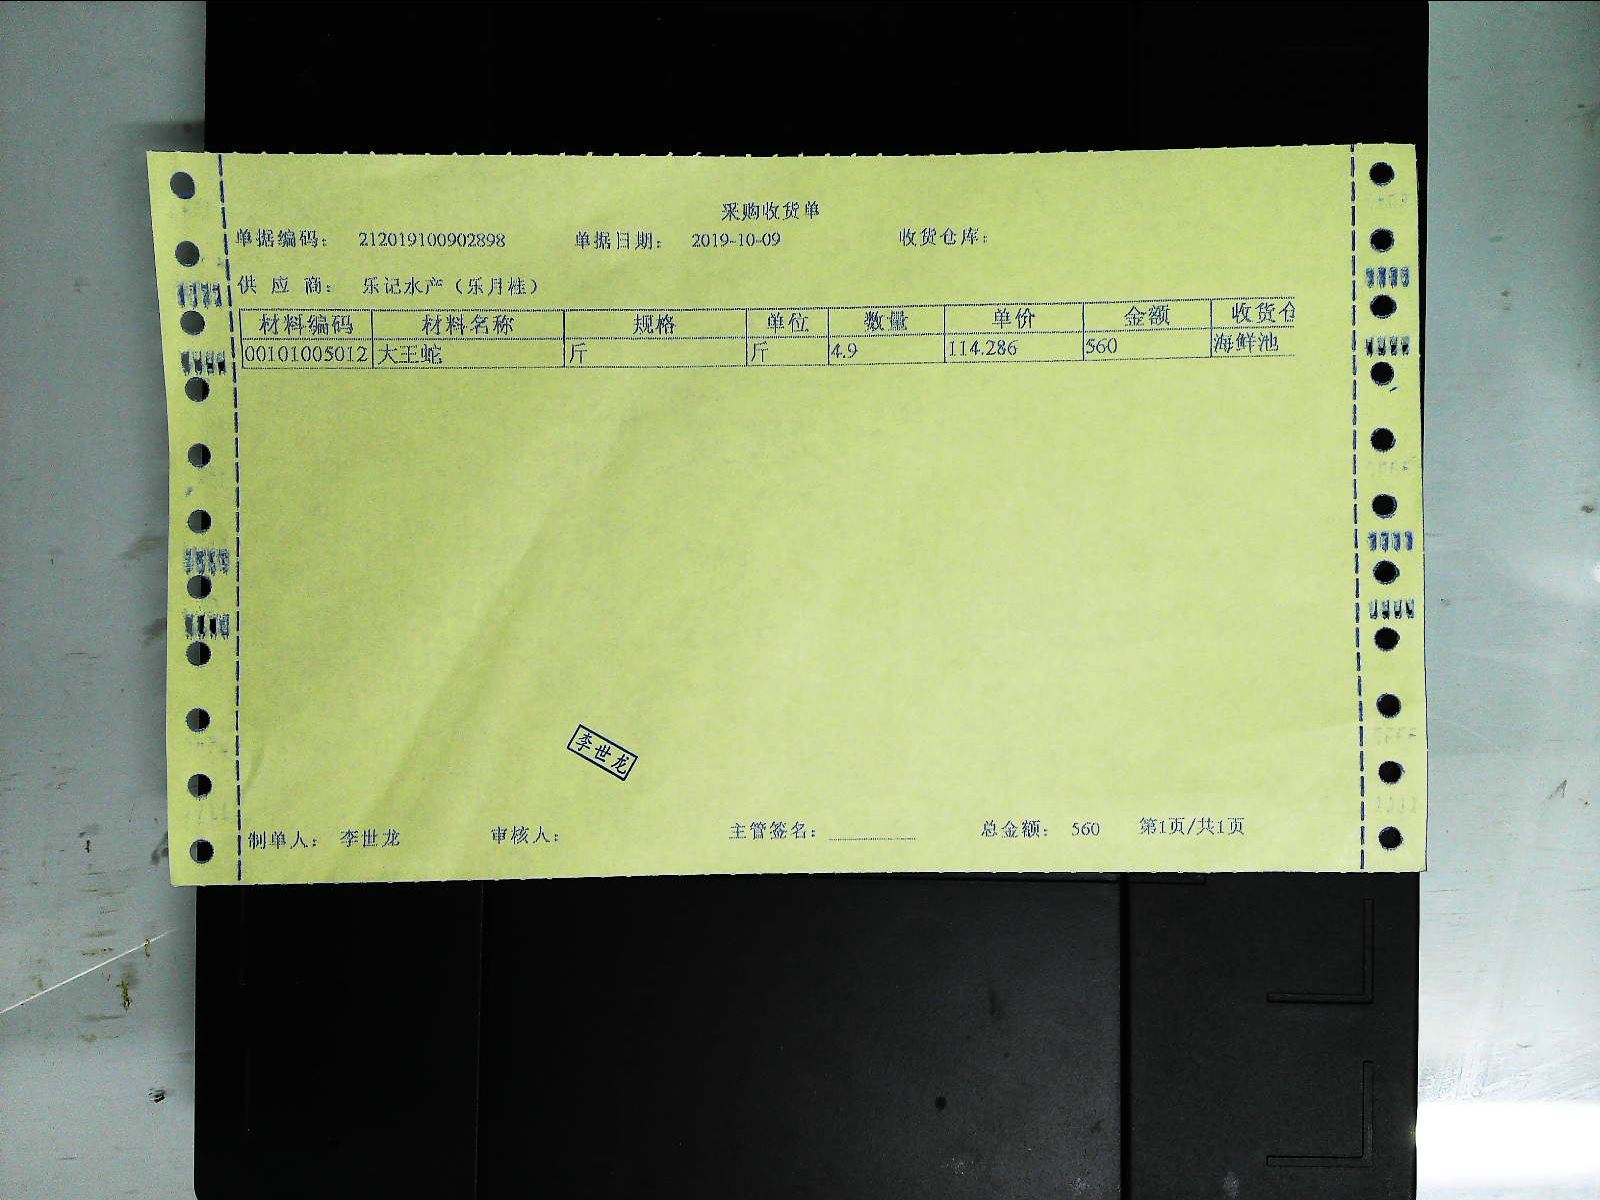 采购收货单
单据编码： 212019100902898 单据日期： 2019-10-09 收货仓库：
供 应 商： 乐记水产（乐月桂）
材料编码 材料名称 规格 单位 数量 单价 金额 收货仓
00101005012 大王蛇 斤 斤 4.9 114.286 560 海鲜池
李世龙
制单人： 李世龙 审核人： 主管签名： 总金额： 560 第1页/共1页